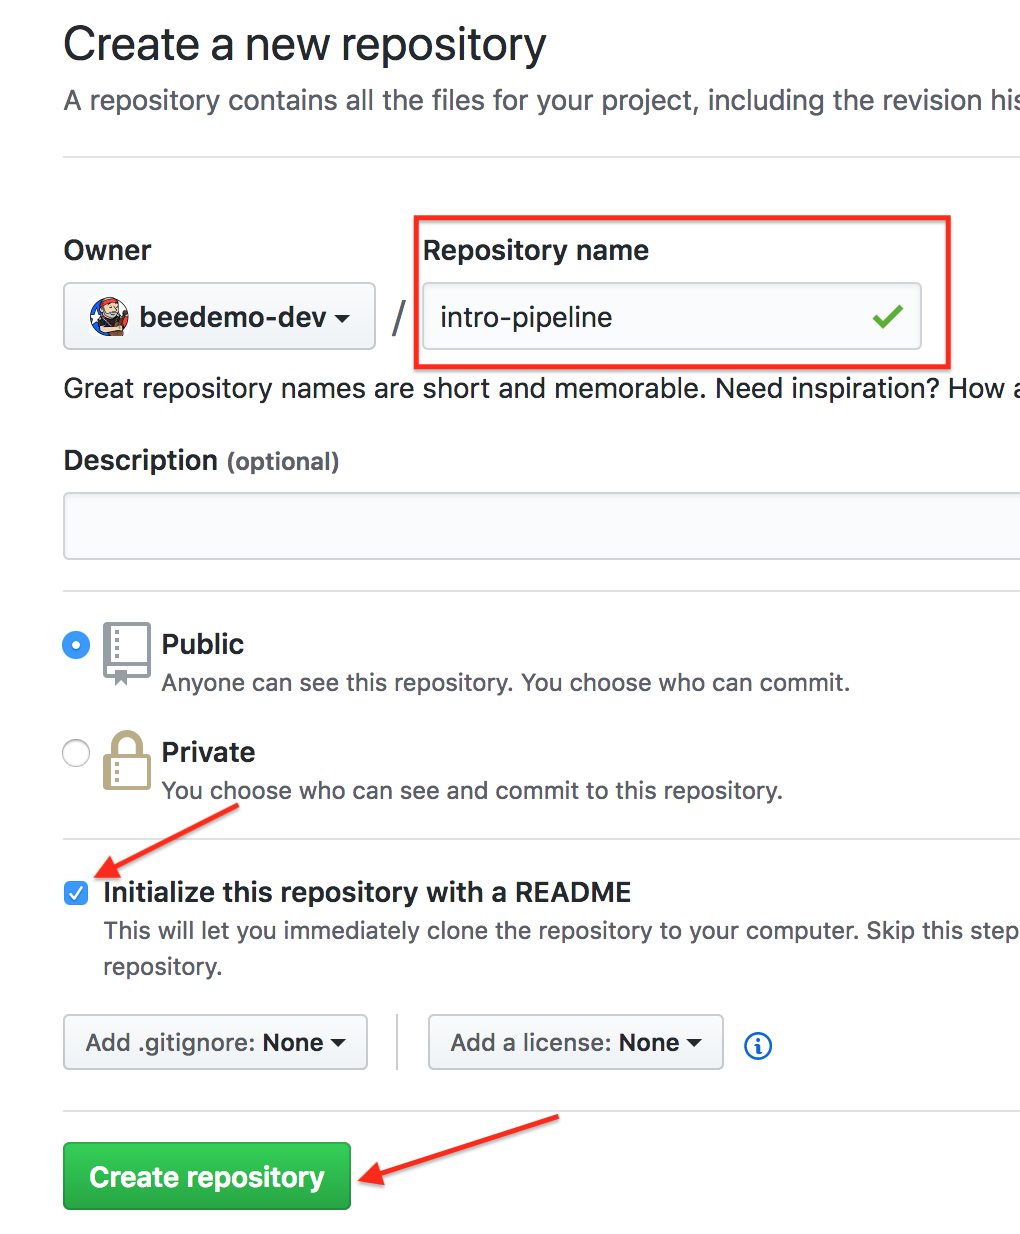 Create a new repository
A repository contains all the files for your project, including the revision his
Owner
Repository name
beedemo-dev
/
intro-pipeline
Great repository names are short and memorable. Need inspiration? How a
Description (optional)
Public
Anyone can see this repository. You choose who can commit.
Private
You choose who can see and commit to this repository.
Initialize this repository with a README
This will let you immediately clone the repository to your computer. Skip this step
repository.
Add .gitignore: None
Add a license: None
Create repository